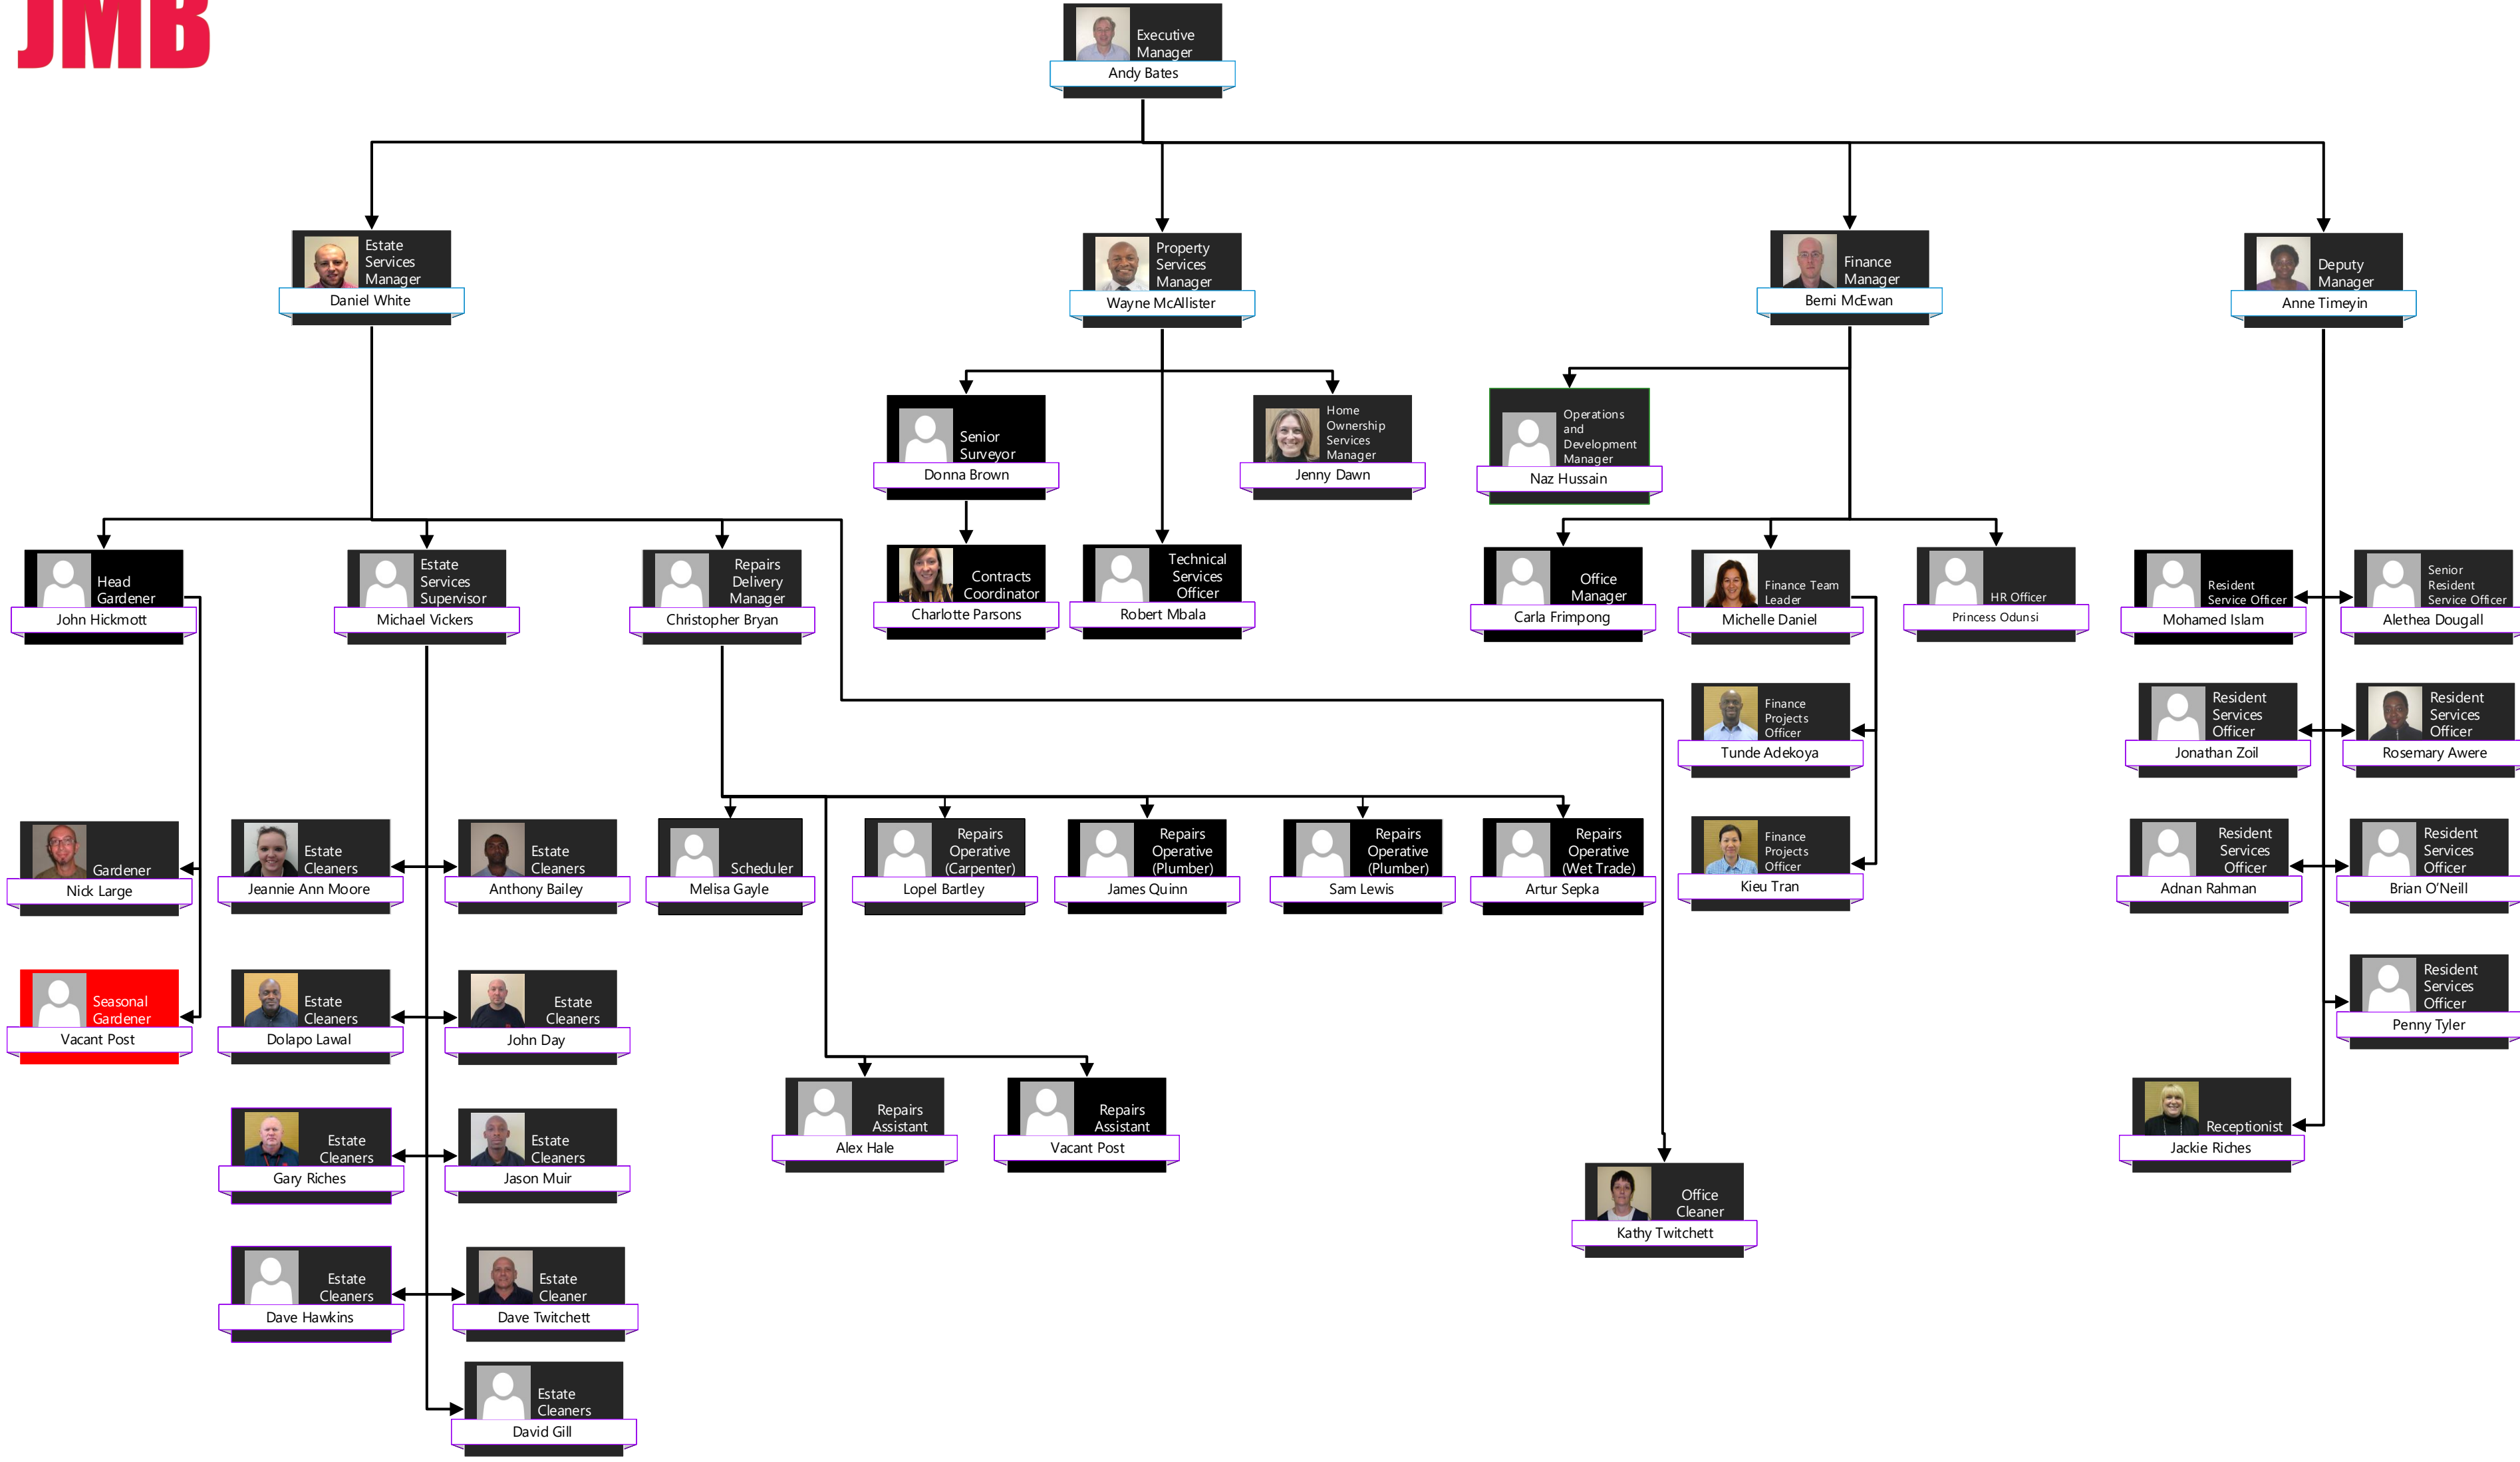 JMB
Executive
Manager
Andy Bates
Estate
Services
Manager
Daniel White
Property
Services
Manager
Wayne McAllister
Finance
Manager
Berni McEwan
Deputy
Manager
Anne Timeyin
Senior
Surveyor
Donna Brown
Home
Ownership
Services
Manager
Jenny Dawn
Operations
and
Development
Manager
Naz Hussain
Head
Gardener
John Hickmott
Estate
Services
Supervisor
Michael Vickers
Repairs
Delivery
Manager
Christopher Bryan
Contracts
Coordinator
Charlotte Parsons
Technical
Services
Officer
Robert Mbala
Office
Manager
Carla Frimpong
Finance Team
Leader
Michelle Daniel
HR Officer
Princess Odunsi
Resident
Service Officer
Mohamed Islam
Senior
Resident
Service Officer
Alethea Dougall
Finance
Projects
Officer
Tunde Adekoya
Resident
Services
Officer
Jonathan Zoil
Resident
Services
Officer
Rosemary Awere
Gardener
Nick Large
Estate
Cleaners
Jeannie Ann Moore
Estate
Cleaners
Anthony Bailey
Scheduler
Melisa Gayle
Repairs
Operative
(Carpenter)
Lopel Bartley
Repairs
Operative
(Plumber)
James Quinn
Repairs
Operative
(Plumber)
Sam Lewis
Repairs
Operative
(Wet Trade)
Artur Sepka
Finance
Projects
Officer
Kieu Tran
Resident
Services
Officer
Adnan Rahman
Resident
Services
Officer
Brian O'Neill
Seasonal
Gardener
Vacant Post
Estate
Cleaners
Dolapo Lawal
Estate
Cleaners
John Day
Resident
Services
Officer
Penny Tyler
Estate
Cleaners
Gary Riches
Estate
Cleaners
Jason Muir
Repairs
Assistant
Alex Hale
Repairs
Assistant
Vacant Post
Receptionist
Jackie Riches
Office
Cleaner
Kathy Twitchett
Estate
Cleaners
Dave Hawkins
Estate
Cleaner
Dave Twitchett
Estate
Cleaners
David Gill